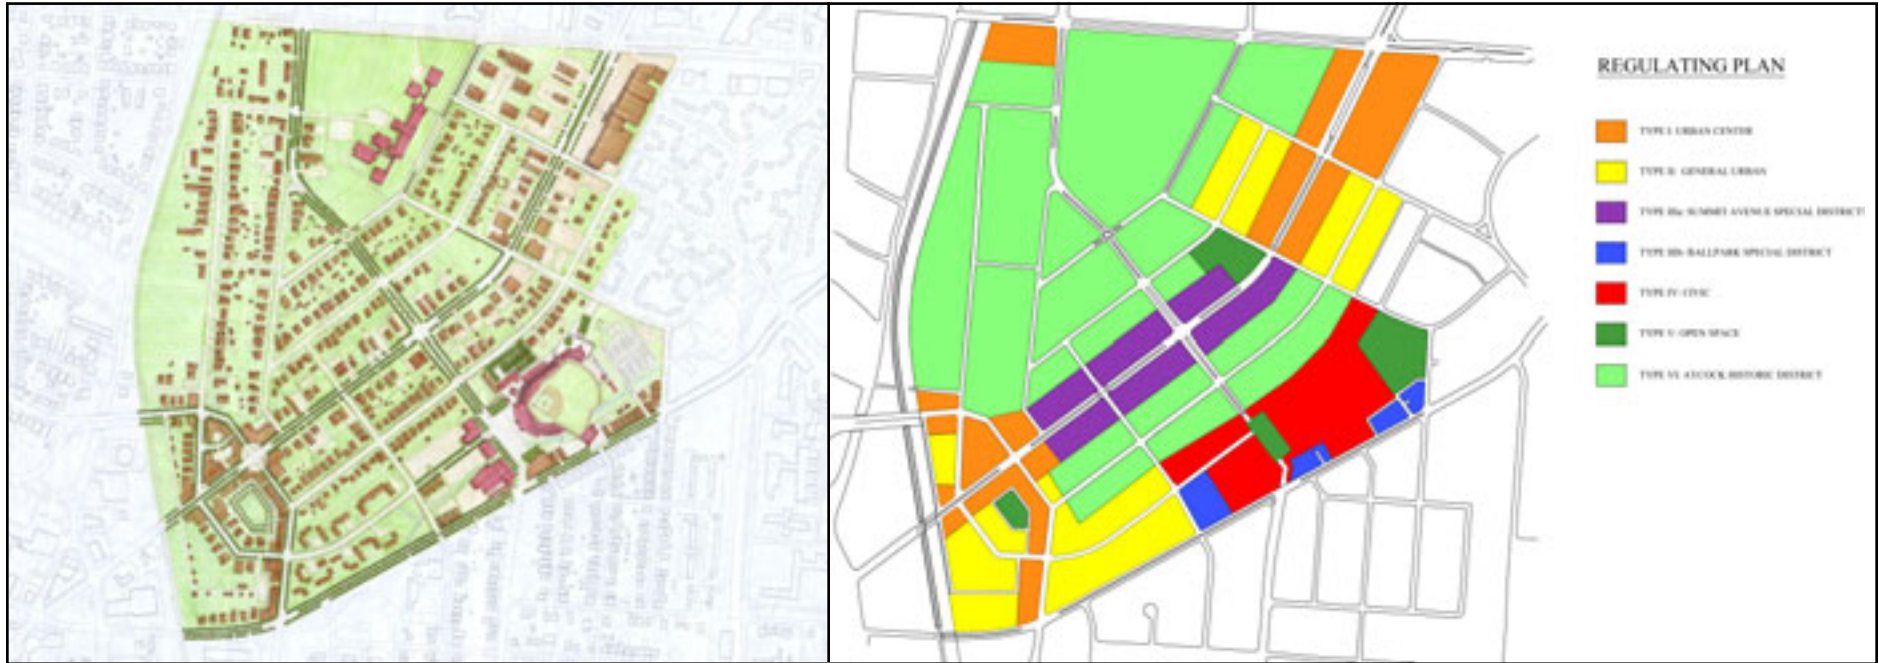 REGULATING PLAN
TYPE I: URBAN CENTER
TYPE II: GENERAL URBAN
TYPE IIIa: SUMMIT AVENUE SPECIAL DISTRICT
TYPE IIIb: BALLPARK SPECIAL DISTRICT
TYPE IV: CIVIC
TYPE V: OPEN SPACE
TYPE VI: AYCOCK HISTORIC DISTRICT